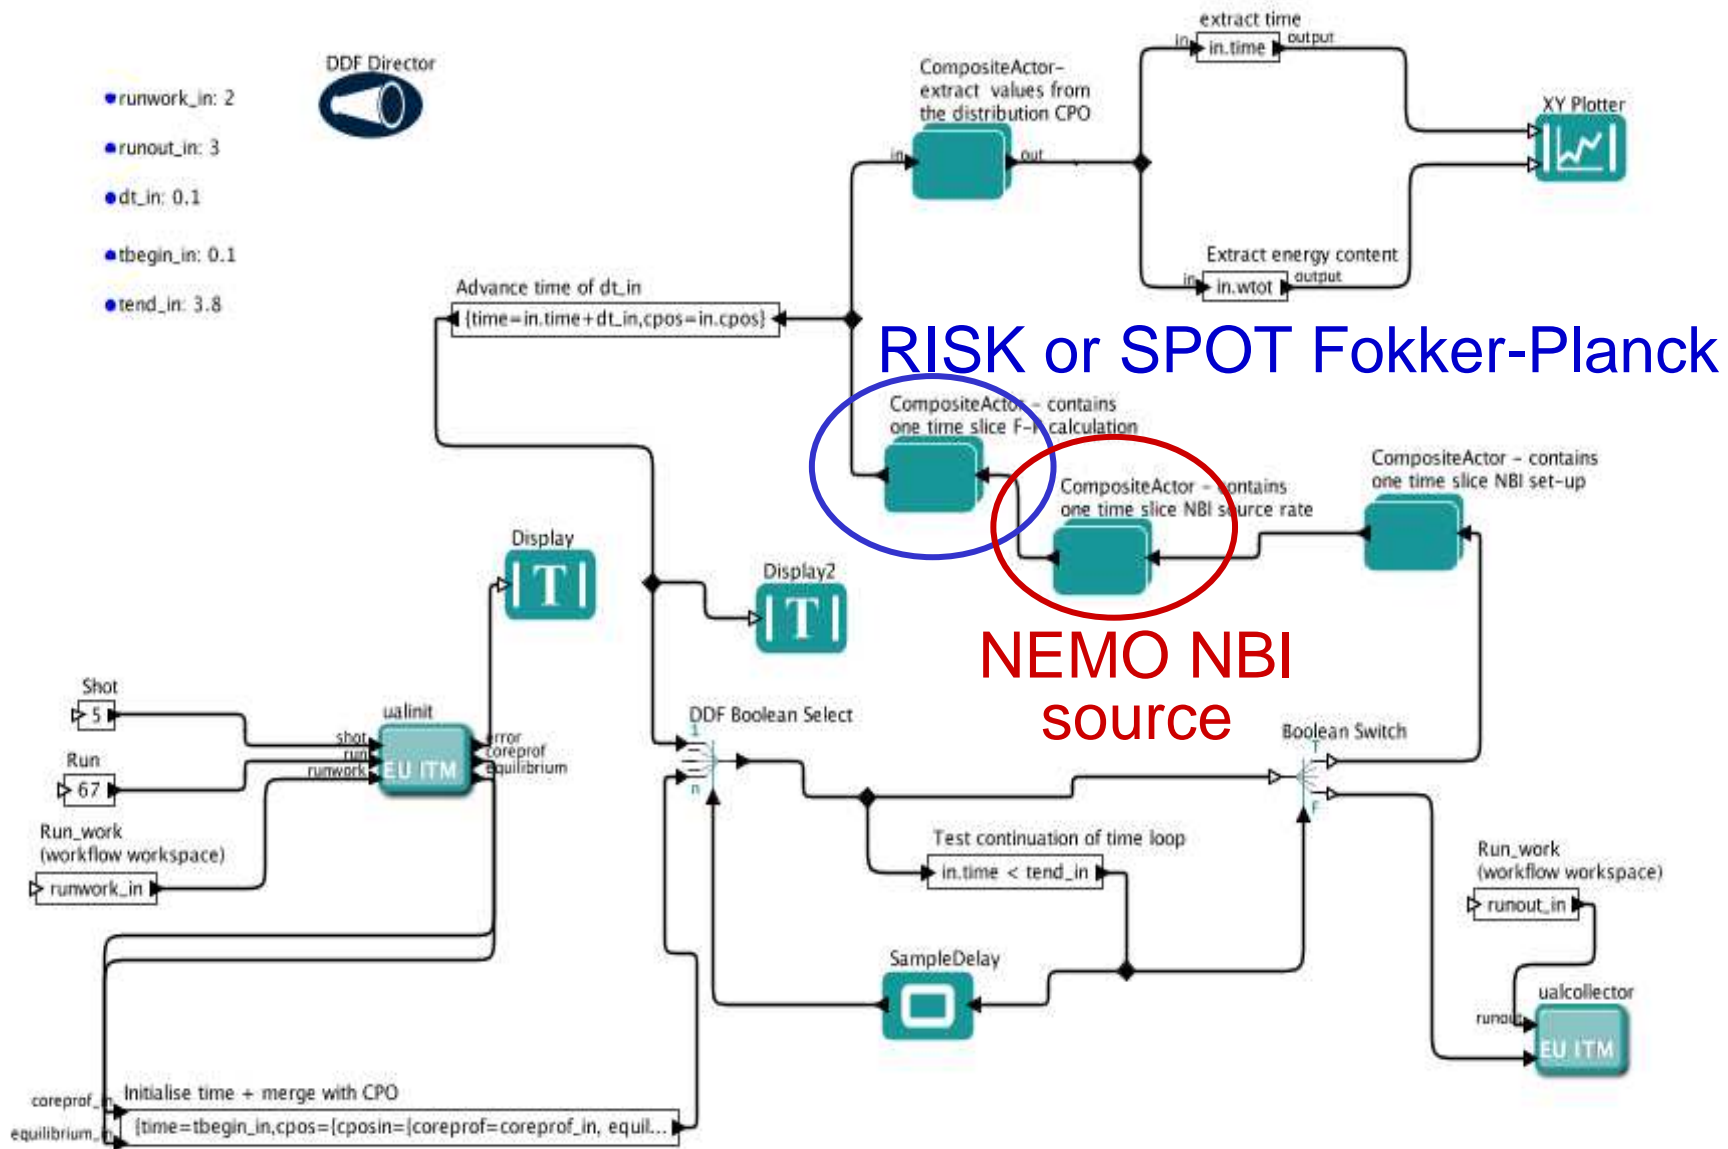 extract time
in
in.time
output
DDF Director
CompositeActor-
extract values from
the distribution CPO
runwork_in: 2
XY Plotter
runout_in: 3
in
out
dt_in: 0.1
tbegin_in: 0.1
Extract energy content
in
in.wtot
output
tend_in: 3.8
Advance time of dt_in
{time=in.time+dt_in,cpos=in.cpos}
RISK or SPOT Fokker-Planck
CompositeActor - contains
one time slice F-P calculation
CompositeActor - contains
one time slice NBI set-up
CompositeActor - contains
one time slice NBI source rate
Display
T
Display2
T
NEMO NBI
source
Shot
5
ualinit
shot
run
runwork
EU ITM
error
coreprof
equilibrium
DDF Boolean Select
1
n
Boolean Switch
T
F
Run
67
Run_work
(workflow workspace)
runwork_in
Test continuation of time loop
in.time < tend_in
Run_work
(workflow workspace)
runout_in
SampleDelay
ualcollector
runout
EU ITM
Initialise time + merge with CPO
coreprof_in
equilibrium_in
{time=tbegin_in,cpos={cposin={coreprof=coreprof_in, equil...